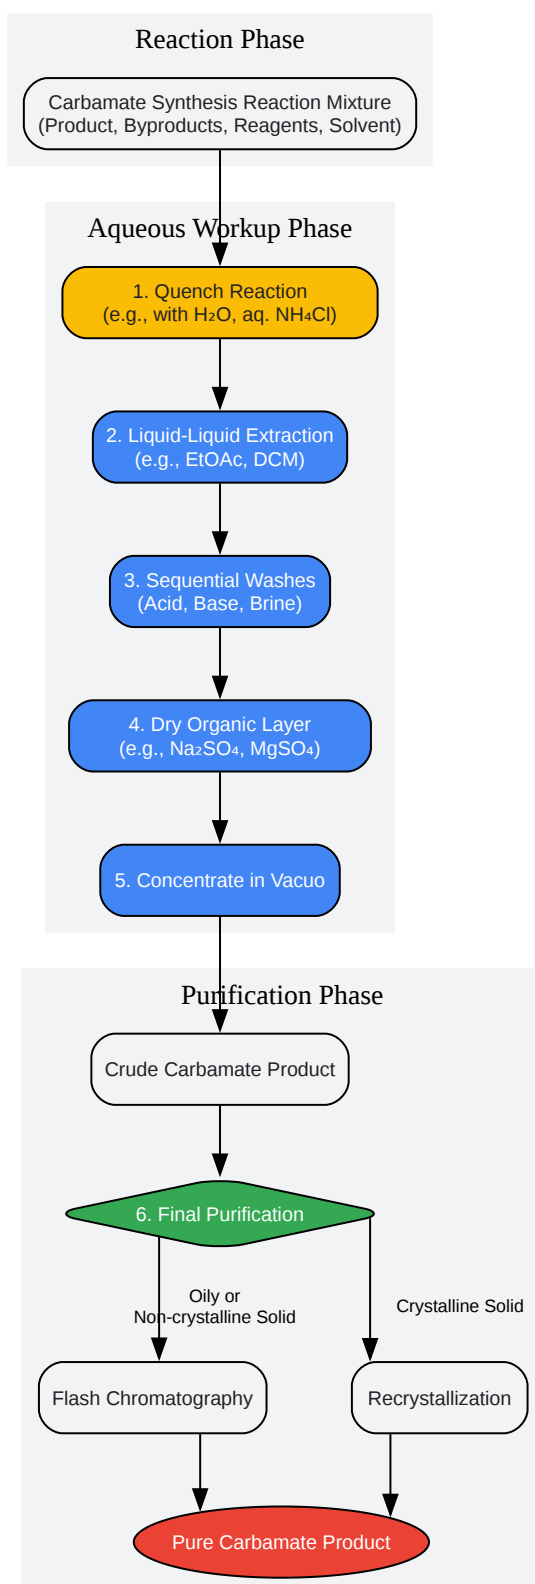 Reaction Phase
Carbamate Synthesis Reaction Mixture
(Product, Byproducts, Reagents, Solvent)
Aqueous Workup Phase
1. Quench Reaction
(e.g., with H₂O, aq. NH₄Cl)
2. Liquid-Liquid Extraction
(e.g., EtOAc, DCM)
3. Sequential Washes
(Acid, Base, Brine)
4. Dry Organic Layer
(e.g., Na₂SO₄, MgSO₄)
5. Concentrate in Vacuo
Purification Phase
Crude Carbamate Product
6. Final Purification
Oily or
Non-crystalline Solid
Crystalline Solid
Flash Chromatography
Recrystallization
Pure Carbamate Product